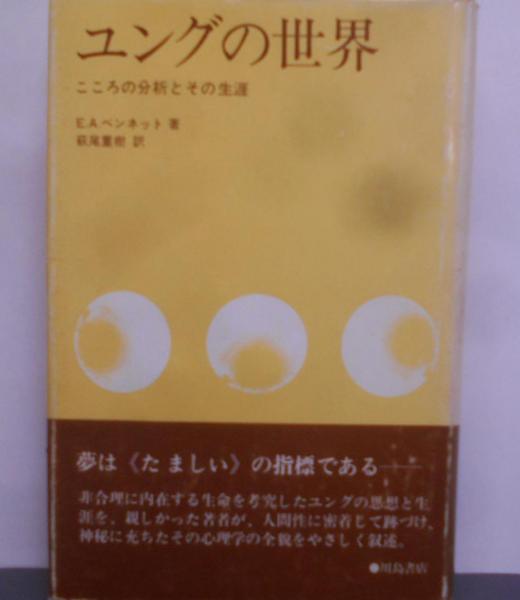 ユングの世界
こころの分析とその生涯
E.A.ベンネット 著
萩尾重樹 訳
夢は《たましい》の指標である——
非合理に内在する生命を考究したユングの思想と生
涯を、親しかった著者が、人間性に密着して跡づけ、
神秘に充ちたその心理学の全貌をやさしく叙述。
●川島書店